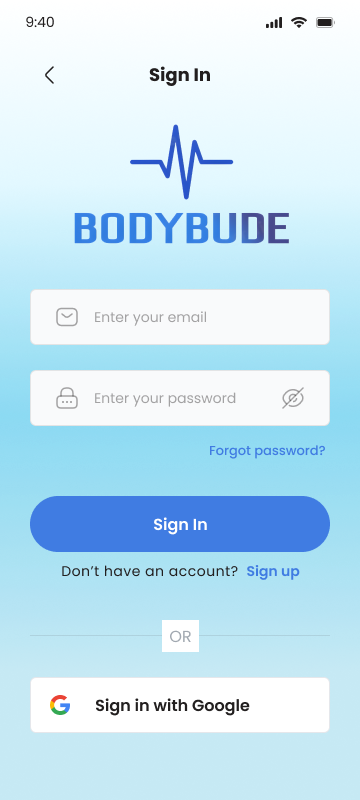 9:40
Sign In
BODYBUDE
Enter your email
Enter your password
Forgot password?
Sign In
Don't have an account? Sign up
OR
Sign in with Google